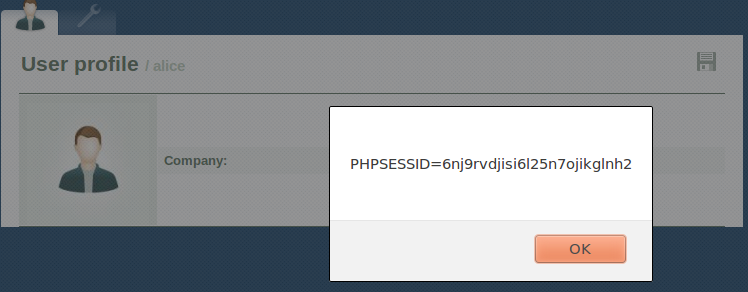 User profile / alice
Company:
PHPSESSID=6nj9rvdjisi6l25n7ojikglnh2
OK